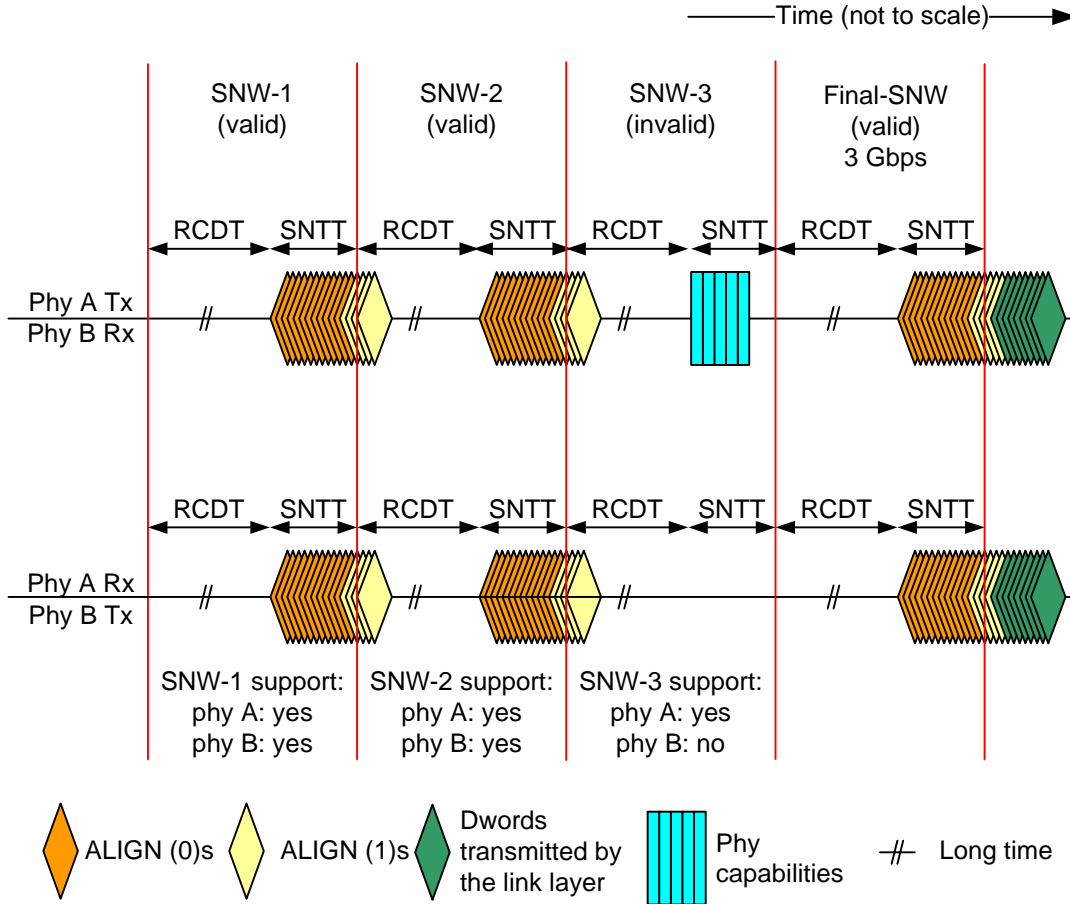 Time (not to scale)
SNW-1 SNW-2 SNW-3 Final-SNW
(valid) (valid) (invalid) (valid)
3 Gbps
RCDT SNTT RCDT SNTT RCDT SNTT RCDT SNTT
Phy A Tx
Phy B Rx
RCDT SNTT RCDT SNTT RCDT SNTT RCDT SNTT
Phy A Rx
Phy B Tx
SNW-1 support: SNW-2 support: SNW-3 support:
phy A: yes phy A: yes phy A: yes
phy B: yes phy B: yes phy B: no
ALIGN (0)s
ALIGN (1)s
Dwords
transmitted by
the link layer
Phy
capabilities
Long time